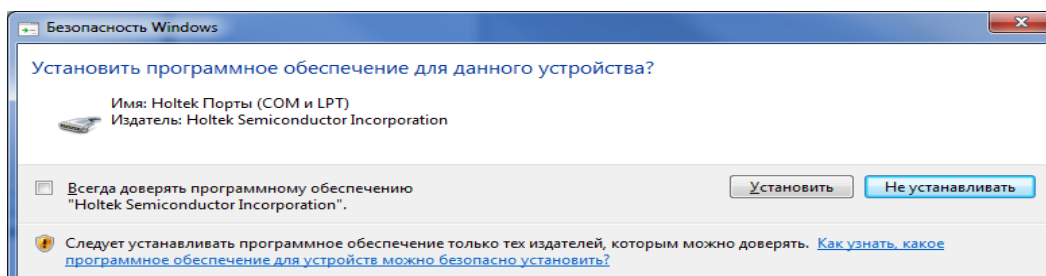 Безопасность Windows
Установить программное обеспечение для данного устройства?
Имя: Holtek Порты (COM и LPT)
Издатель: Holtek Semiconductor Incorporation
Всегда доверять программному обеспечению
"Holtek Semiconductor Incorporation".
Установить
Не устанавливать
Следует устанавливать программное обеспечение только тех издателей, которым можно доверять. Как узнать, какое
программное обеспечение для устройств можно безопасно установить?